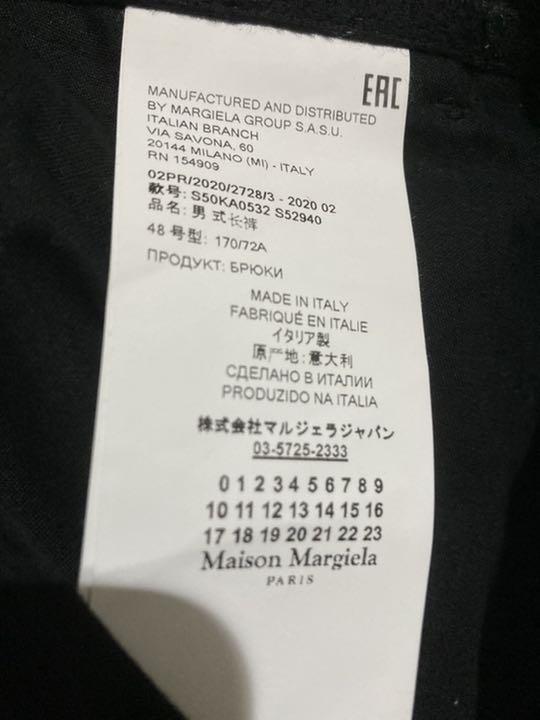 EAC
MANUFACTURED AND DISTRIBUTED
BY MARGIELA GROUP S.A.S.U.
ITALIAN BRANCH
VIA SAVONA, 60
20144 MILANO (MI) - ITALY
RN 154909
02PR/2020/2728/3 - 2020 02
款号: S50KA0532 S52940
品名: 男 式长裤
48 号型: 170/72A
ПРОДУКТ: БРЮКИ
MADE IN ITALY
FABRIQUÉ EN ITALIE
イタリア製
原产地: 意大利
СДЕЛАНО В ИТАЛИИ
PRODUZIDO NA ITALIA
株式会社マルジェラジャパン
03-5725-2333
0 1 2 3 4 5 6 7 8 9
10 11 12 13 14 15 16
17 18 19 20 21 22 23
Maison Margiela
PARIS